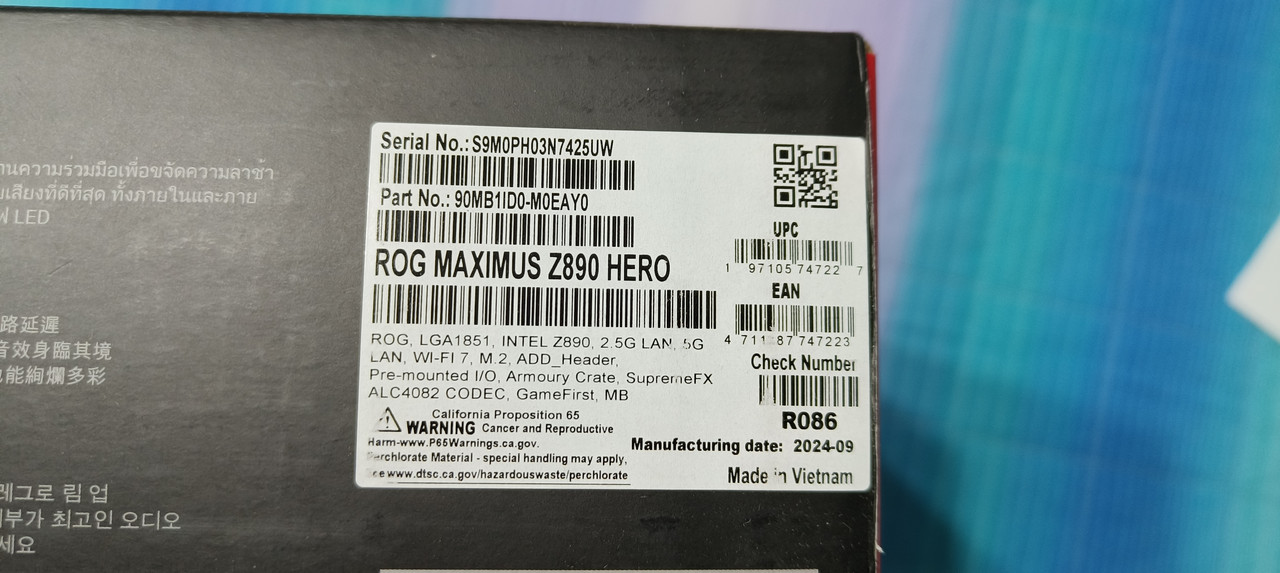 านความร่วมมือเพื่อขจัดความล่าช้า
เสียงที่ดีที่สุด ทั้งภายในและภาย
LED
路延遲
音效身臨其境
也能絢爛多彩
레그로 림 업
최고인 오디오
세요
Serial No.: S9M0PH03N7425UW
Part No.: 90MB1ID0-M0EAY0
ROG MAXIMUS Z890 HERO
ROG, LGA1851, INTEL Z890, 2.5G LAN, 5G
LAN, WI-FI 7, M.2, ADD_Header,
Pre-mounted I/O, Armoury Crate, SupremeFX
ALC4082 CODEC, GameFirst, MB
California Proposition 65
WARNING Cancer and Reproductive
Harm-www.P65Warnings.ca.gov.
Perchlorate Material - special handling may apply,
www.dtsc.ca.gov/hazardouswaste/perchlorate
UPC
1 97105 74722 7
EAN
4 711 87 747223
Check Number
R086
Manufacturing date: 2024-09
Made in Vietnam